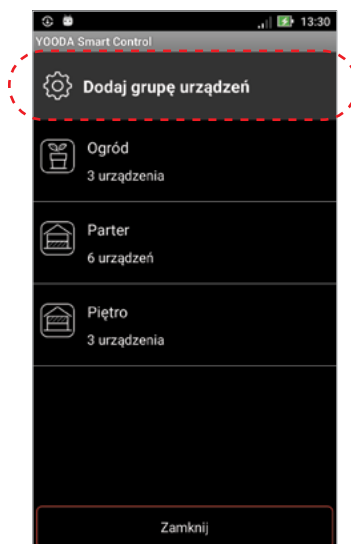 13:30
YOODA Smart Control
Dodaj grupę urządzeń
Ogród
3 urządzenia
Parter
6 urządzeń
Piętro
3 urządzenia
Zamknij